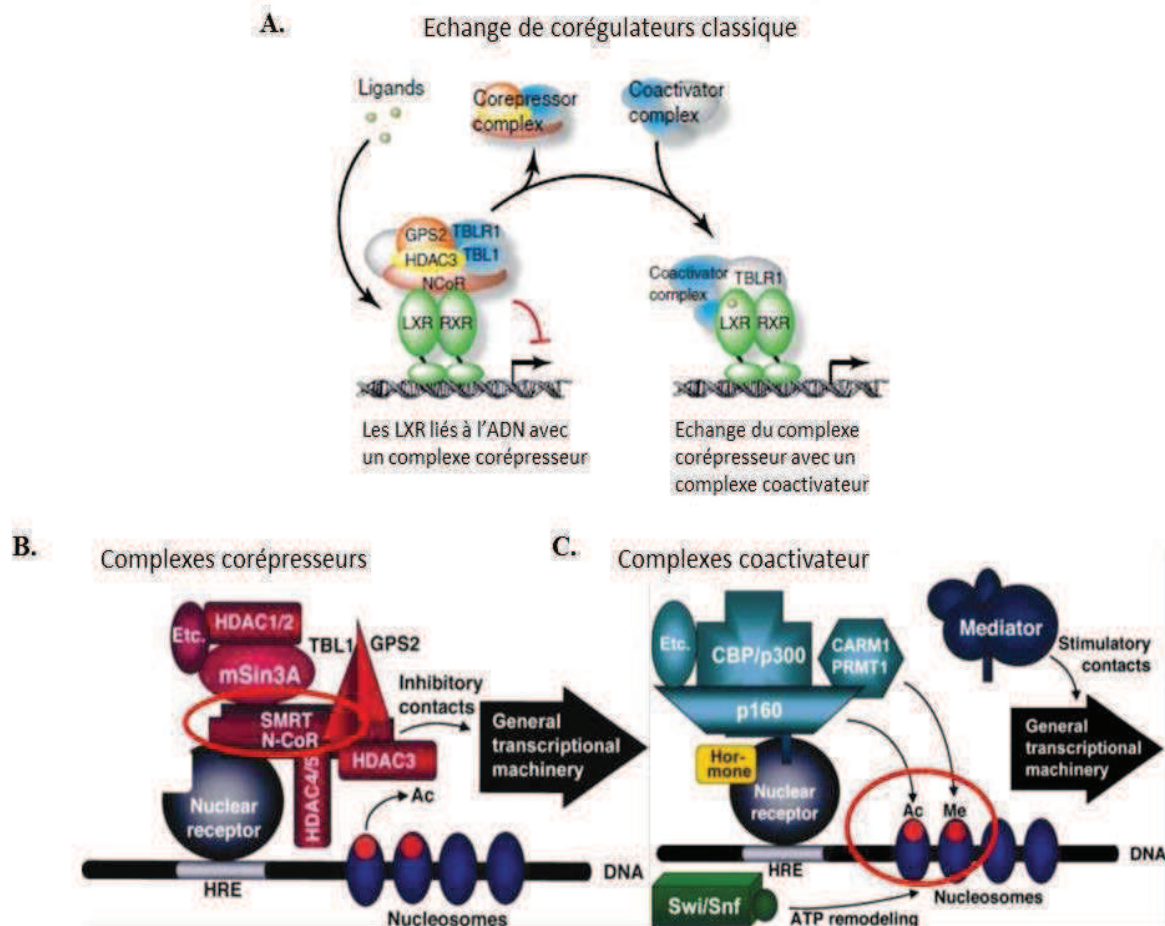 A.
Echange de corégulateurs classique
Ligands
Corepressor
complex
Coactivator
complex
GPS2
TBLR1
HDAC3
TBL1
NCoR
LXR
RXR
Coactivator
complex
TBLR1
LXR
RXR
Les LXR liés à l'ADN avec
un complexe corépresseur
Echange du complexe
corépresseur avec un
complexe coactivateur
B.
Complexes corépresseurs
Etc.
HDAC1/2
TBL1
GPS2
mSin3A
SMRT
N-CoR
Inhibitory
contacts
General
transcriptional
machinery
HDAC3
HDAC4/5
Nuclear
receptor
Ac
HRE
DNA
Nucleosomes
C.
Complexes coactivateur
Etc.
CBP/p300
CARM1
PRMT1
Mediator
Stimulatory
contacts
p160
General
transcriptional
machinery
Hor-
mone
Nuclear
receptor
Ac
Me
HRE
DNA
Nucleosomes
Swi/Snf
ATP remodeling